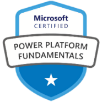 Microsoft
CERTIFIED
POWER PLATFORM
FUNDAMENTALS